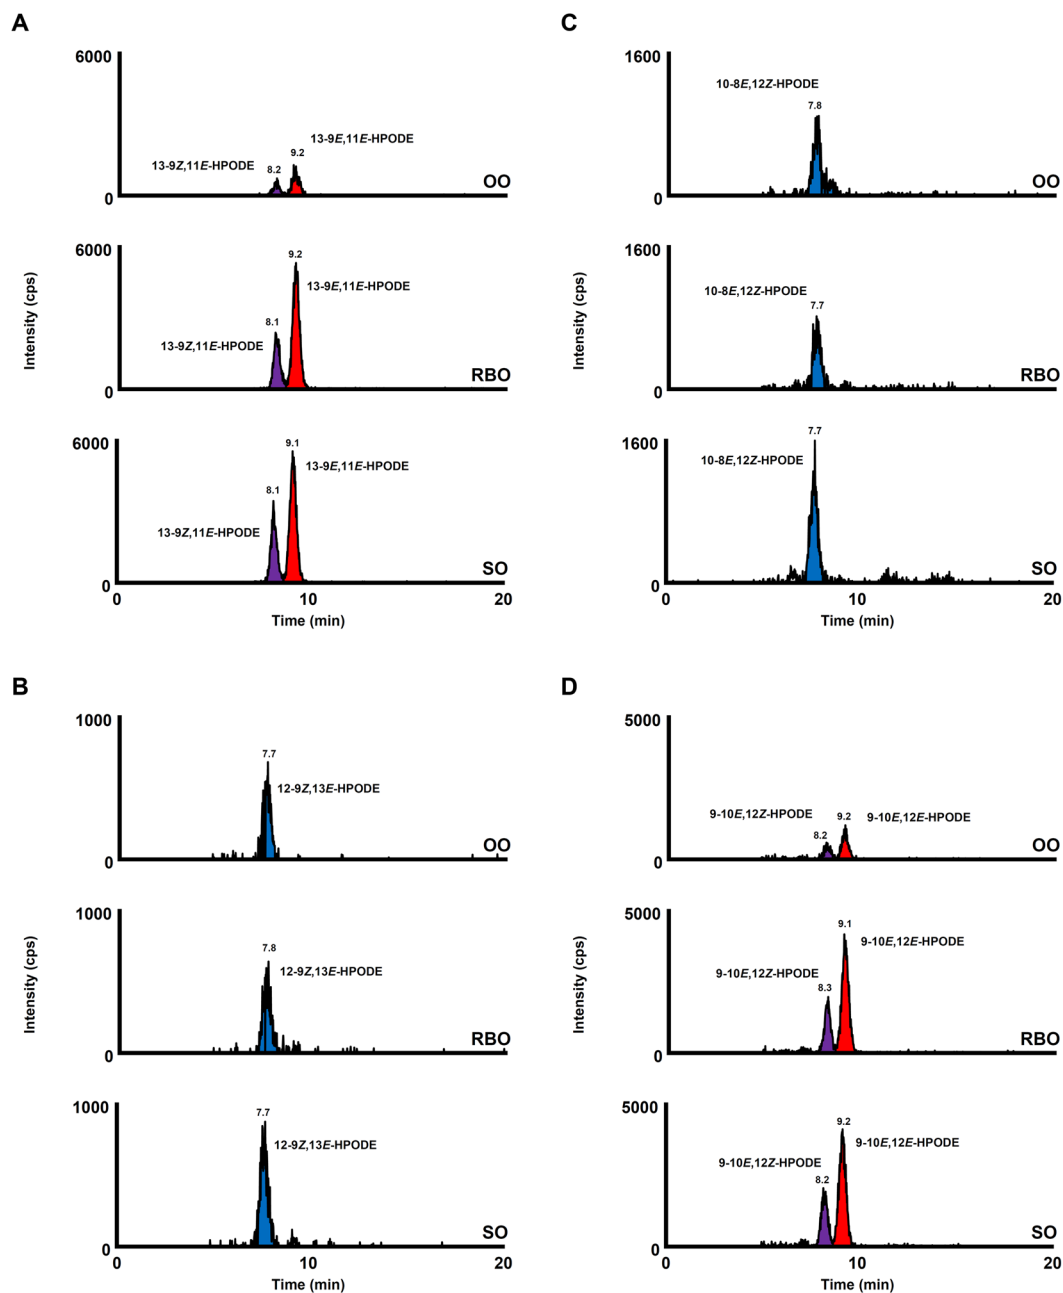 A
6000
13-9E,11E-HPODE
9.2
13-9Z,11E-HPODE
8.2
OO
0
6000
9.2
13-9E,11E-HPODE
8.1
13-9Z,11E-HPODE
Intensity (cps)
RBO
0
6000
9.1
13-9E,11E-HPODE
8.1
13-9Z,11E-HPODE
SO
0
0
10
20
Time (min)
C
1600
10-8E,12Z-HPODE
7.8
OO
0
1600
10-8E,12Z-HPODE
7.7
Intensity (cps)
RBO
0
1600
7.7
10-8E,12Z-HPODE
SO
0
0
10
20
Time (min)
B
1000
7.7
12-9Z,13E-HPODE
OO
0
1000
7.8
12-9Z,13E-HPODE
Intensity (cps)
RBO
0
1000
7.7
12-9Z,13E-HPODE
SO
0
0
10
20
Time (min)
D
5000
9-10E,12Z-HPODE
9.2
9-10E,12E-HPODE
8.2
OO
0
5000
9.1
9-10E,12E-HPODE
9-10E,12Z-HPODE
8.3
Intensity (cps)
RBO
0
5000
9.2
9-10E,12E-HPODE
9-10E,12Z-HPODE
8.2
SO
0
0
10
20
Time (min)